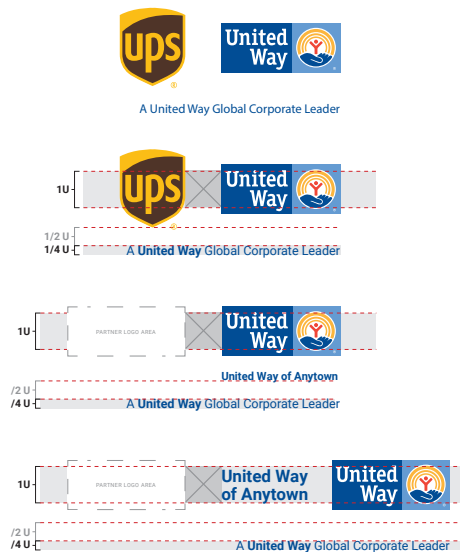 ups
®
United
Way
®
A United Way Global Corporate Leader
1U
ups
®
United
Way
®
1/2 U
1/4 U
A United Way Global Corporate Leader
1U
PARTNER LOGO AREA
United
Way
®
United Way of Anytown
/2 U
/4 U
A United Way Global Corporate Leader
1U
PARTNER LOGO AREA
United Way
of Anytown
United
Way
®
/2 U
/4 U
A United Way Global Corporate Leader